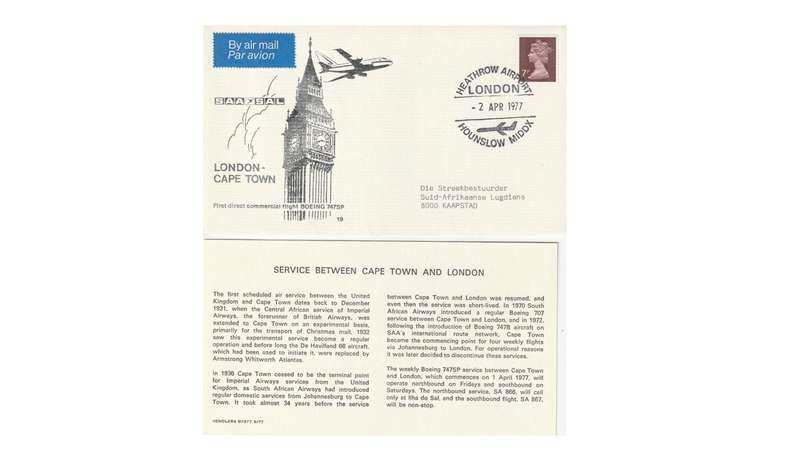 By air mail
Par avion
SAA SAL
LONDON-
CAPE TOWN
First direct commercial flight BOEING 747SP
19
7P
HEATHROW AIRPORT
LONDON
- 2 APR 1977
HOUNSLOW MIDDX
Die Streekbestuurder
Suid-Afrikaanse Lugdiens
8000 KAAPSTAD
SERVICE BETWEEN CAPE TOWN AND LONDON
The first scheduled air service between the United
Kingdom and Cape Town dates back to December
1931, when the Central African service of Imperial
Airways, the forerunner of British Airways, was
extended to Cape Town on an experimental basis,
primarily for the transport of Christmas mail. 1932
saw this experimental service become a regular
operation and before long the De Havilland 66 aircraft,
which had been used to initiate it, were replaced by
Armstrong Whitworth Atlantas.
In 1936 Cape Town ceased to be the terminal point
for Imperial Airways services from the United
Kingdom, as South African Airways had introduced
regular domestic services from Johannesburg to Cape
Town. It took almost 34 years before the service
between Cape Town and London was resumed, and
even then the service was short-lived. In 1970 South
African Airways introduced a regular Boeing 707
service between Cape Town and London, and in 1972,
following the introduction of Boeing 747B aircraft on
SAA's international route network, Cape Town
became the commencing point for four weekly flights
via Johannesburg to London. For operational reasons
it was later decided to discontinue these services.
The weekly Boeing 747SP service between Cape Town
and London, which commences on 1 April 1977, will
operate northbound on Fridays and southbound on
Saturdays. The northbound service, SA 866, will call
only at Ilha do Sal, and the southbound flight, SA 867,
will be non-stop.